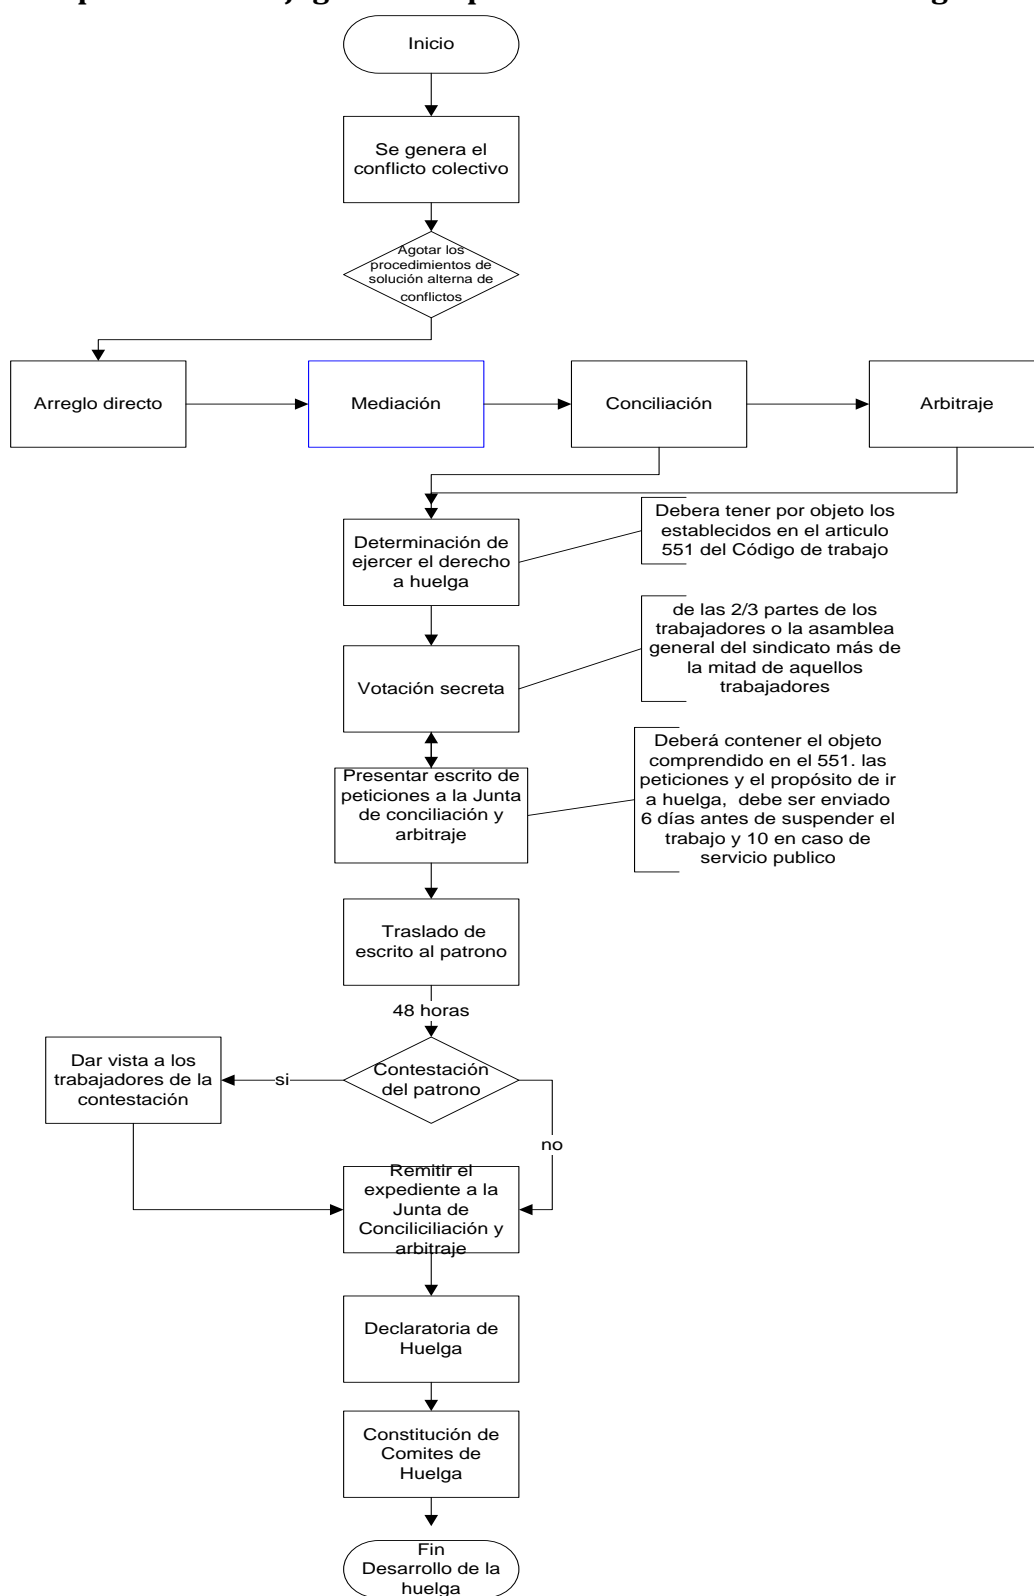 Inicio
Se genera el
conflicto colectivo
Agotar los
procedimientos de
solución alterna de
conflictos
Arreglo directo
Mediación
Conciliación
Arbitraje
Determinación de
ejercer el derecho
a huelga
Debera tener por objeto los
establecidos en el articulo
551 del Código de trabajo
Votación secreta
de las 2/3 partes de los
trabajadores o la asamblea
general del sindicato más de
la mitad de aquellos
trabajadores
Presentar escrito de
peticiones a la Junta
de conciliación y
arbitraje
Deberá contener el objeto
comprendido en el 551. las
peticiones y el propósito de ir
a huelga, debe ser enviado
6 días antes de suspender el
trabajo y 10 en caso de
servicio publico
Traslado de
escrito al patrono
48 horas
Contestación
del patrono
si
no
Dar vista a los
trabajadores de la
contestación
Remitir el
expediente a la
Junta de
Conciliciliación y
arbitraje
Declaratoria de
Huelga
Constitución de
Comites de
Huelga
Fin
Desarrollo de la
huelga